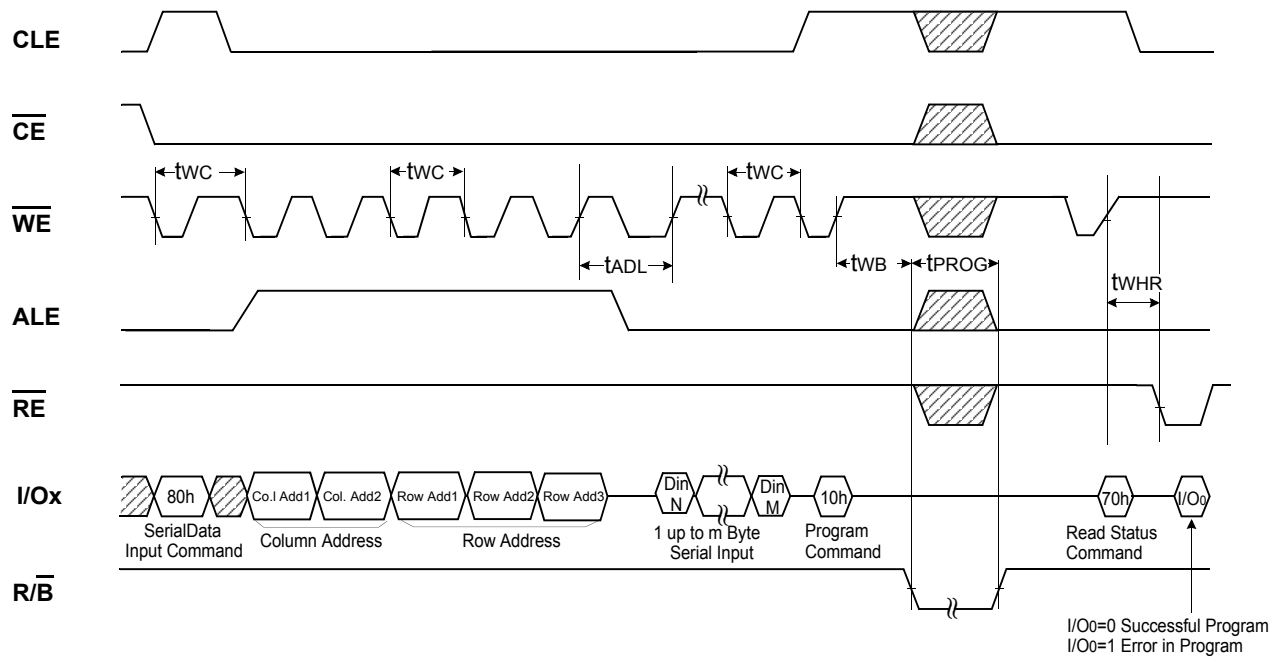 CLE
CE
tWC
tWC
tWC
WE
tADL
tWB
tPROG
tWHR
ALE
RE
I/Ox
80h
Co.l Add1
Col. Add2
Row Add1
Row Add2
Row Add3
Din
N
Din
M
10h
70h
I/O0
SerialData
Input Command
Column Address
Row Address
1 up to m Byte
Serial Input
Program
Command
Read Status
Command
R/B
I/O0=0 Successful Program
I/O0=1 Error in Program